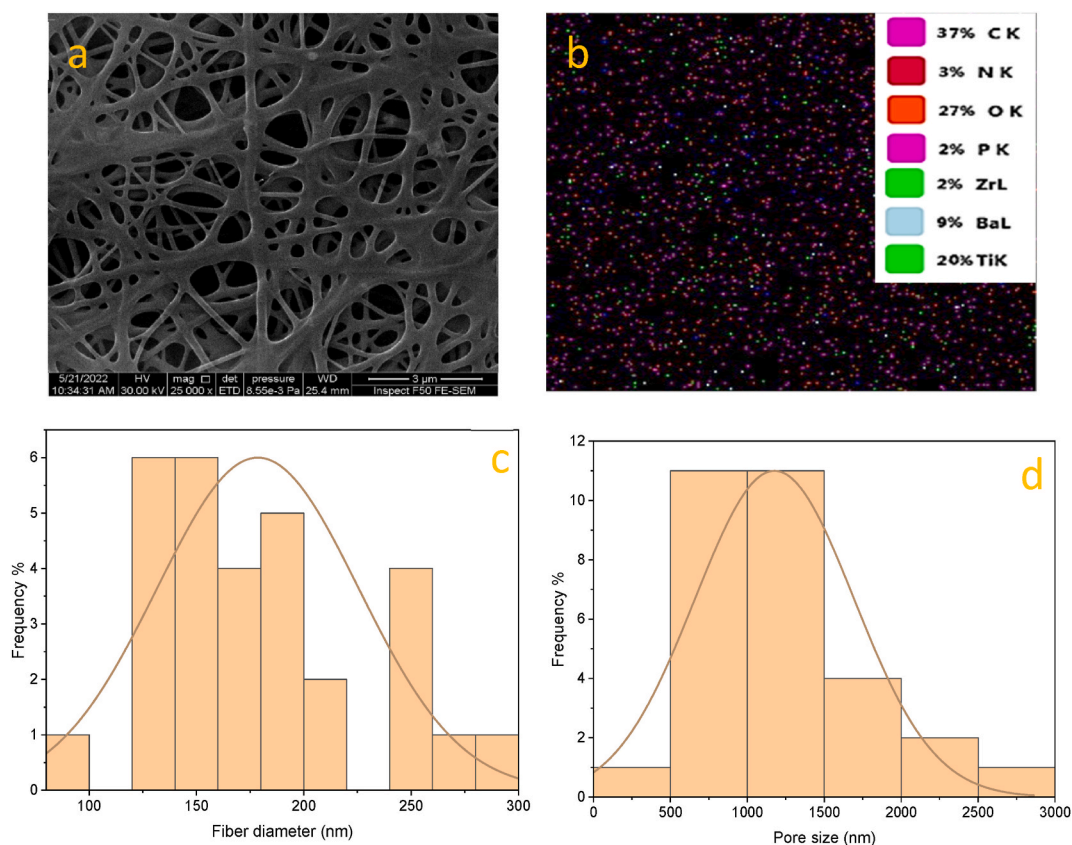 a
5/21/2022 HV mag □ det pressure WD 3 µm
10:34:31 AM 30.00 kV 25 000 x ETD 8.55e-3 Pa 25.4 mm Inspect F50 FE-SEM
b
37% C K
3% N K
27% O K
2% P K
2% ZrL
9% BaL
20% TiK
c
Frequency %
6
5
4
3
2
1
0
100 150 200 250 300
Fiber diameter (nm)
d
Frequency %
12
10
8
6
4
2
0
0 500 1000 1500 2000 2500 3000
Pore size (nm)